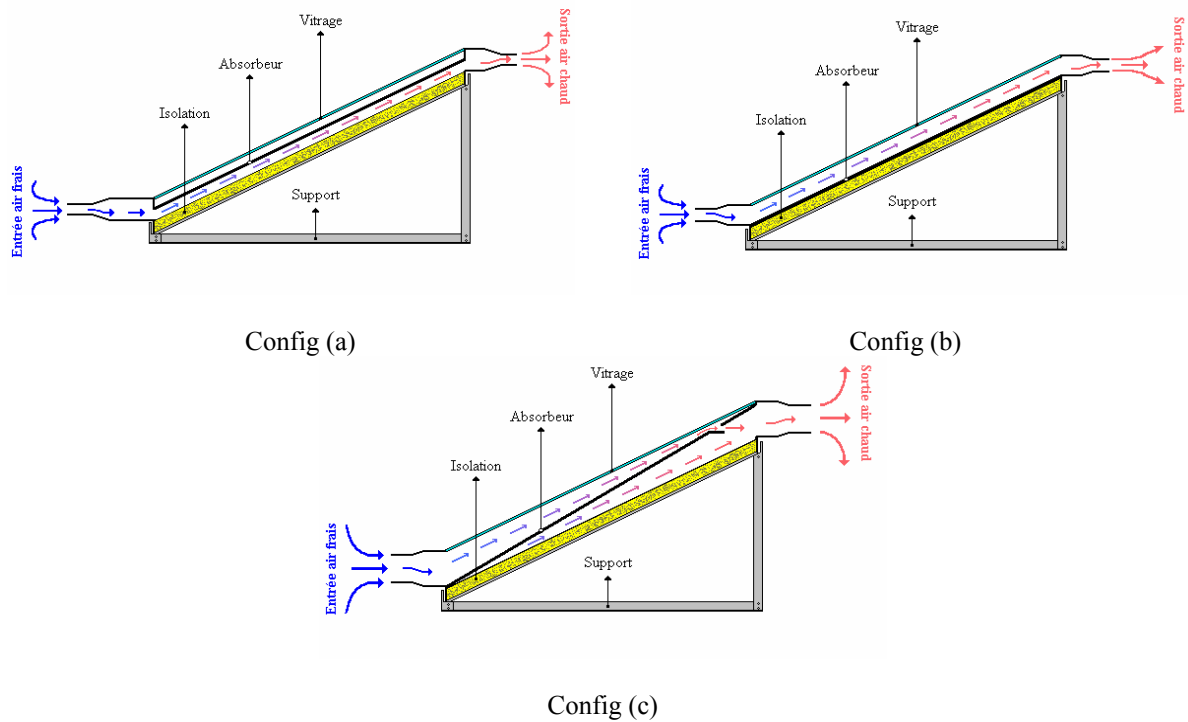 Vitrage
Absorbeur
Isolation
Support
Entrée air frais
Sortie air chaud
Config (a)
Vitrage
Absorbeur
Isolation
Support
Entrée air frais
Sortie air chaud
Config (b)
Vitrage
Absorbeur
Isolation
Support
Entrée air frais
Sortie air chaud
Config (c)